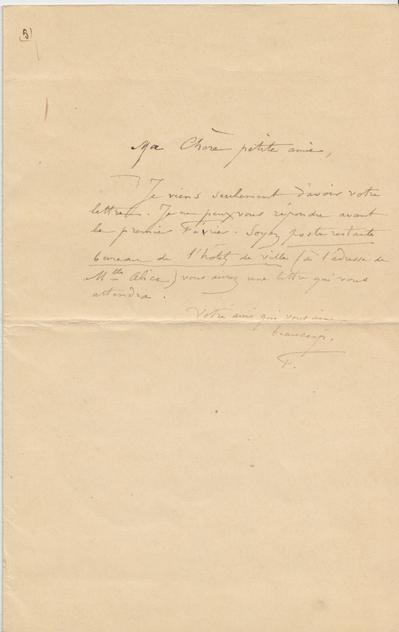 B
Ma Chère petite amie,
Je viens seulement d'avoir votre
lettre. Je ne peux vous répondre avant
le premier Fevrier. Soyez poste restante
bureau de l'hôtel de ville (à l'adresse de
Mlle Alice) vous aurez une lettre qui vous
attendra.
Votre ami qui vous aime
beaucoup,
F.